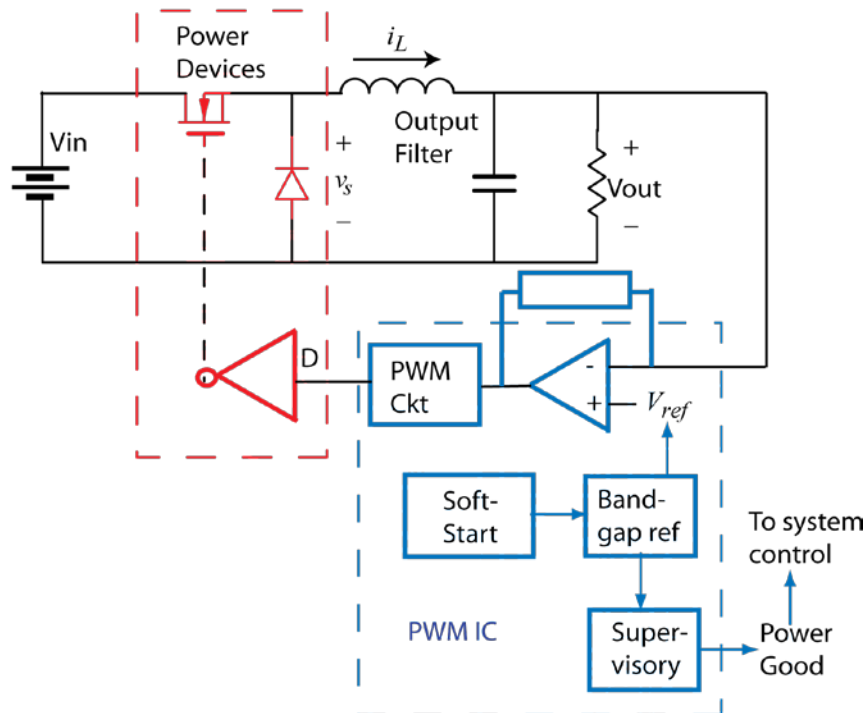 Power
Devices
i_L
Vin
+
v_s
−
Output
Filter
+
Vout
−
D
PWM
Ckt
-
+
V_ref
Soft-
Start
Band-
gap ref
To system
control
PWM IC
Super-
visory
Power
Good